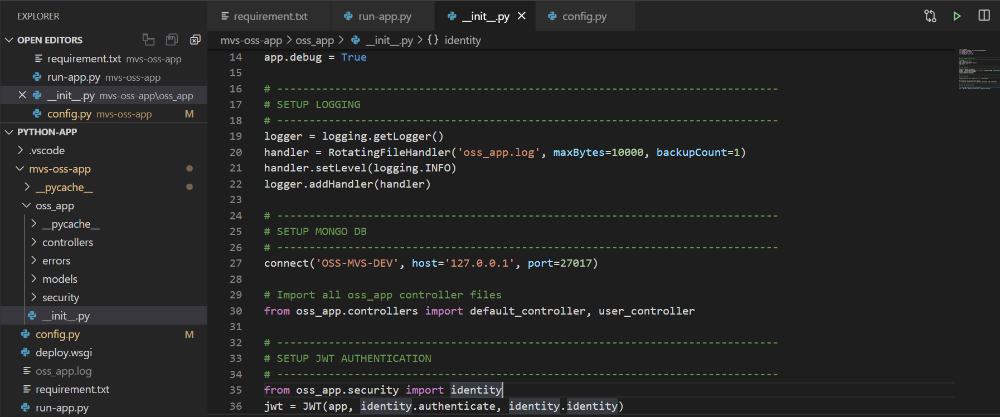 EXPLORER
OPEN EDITORS
requirement.txt mvs-oss-app
run-app.py mvs-oss-app
__init__.py mvs-oss-app\oss_app
config.py mvs-oss-app M
PYTHON-APP
.vscode
mvs-oss-app
__pycache__
oss_app
__pycache__
controllers
errors
models
security
__init__.py
config.py M
deploy.wsgi
oss_app.log
requirement.txt
run-app.py
requirement.txt run-app.py __init__.py config.py
mvs-oss-app > oss_app > __init__.py > {} identity
14 app.debug = True
15
16 # ------------------------------------------------------------------------------
17 # SETUP LOGGING
18 # ------------------------------------------------------------------------------
19 logger = logging.getLogger()
20 handler = RotatingFileHandler('oss_app.log', maxBytes=10000, backupCount=1)
21 handler.setLevel(logging.INFO)
22 logger.addHandler(handler)
23
24 # ------------------------------------------------------------------------------
25 # SETUP MONGO DB
26 # ------------------------------------------------------------------------------
27 connect('OSS-MVS-DEV', host='127.0.0.1', port=27017)
28
29 # Import all oss_app controller files
30 from oss_app.controllers import default_controller, user_controller
31
32 # ------------------------------------------------------------------------------
33 # SETUP JWT AUTHENTICATION
34 # ------------------------------------------------------------------------------
35 from oss_app.security import identity
36 jwt = JWT(app, identity.authenticate, identity.identity)